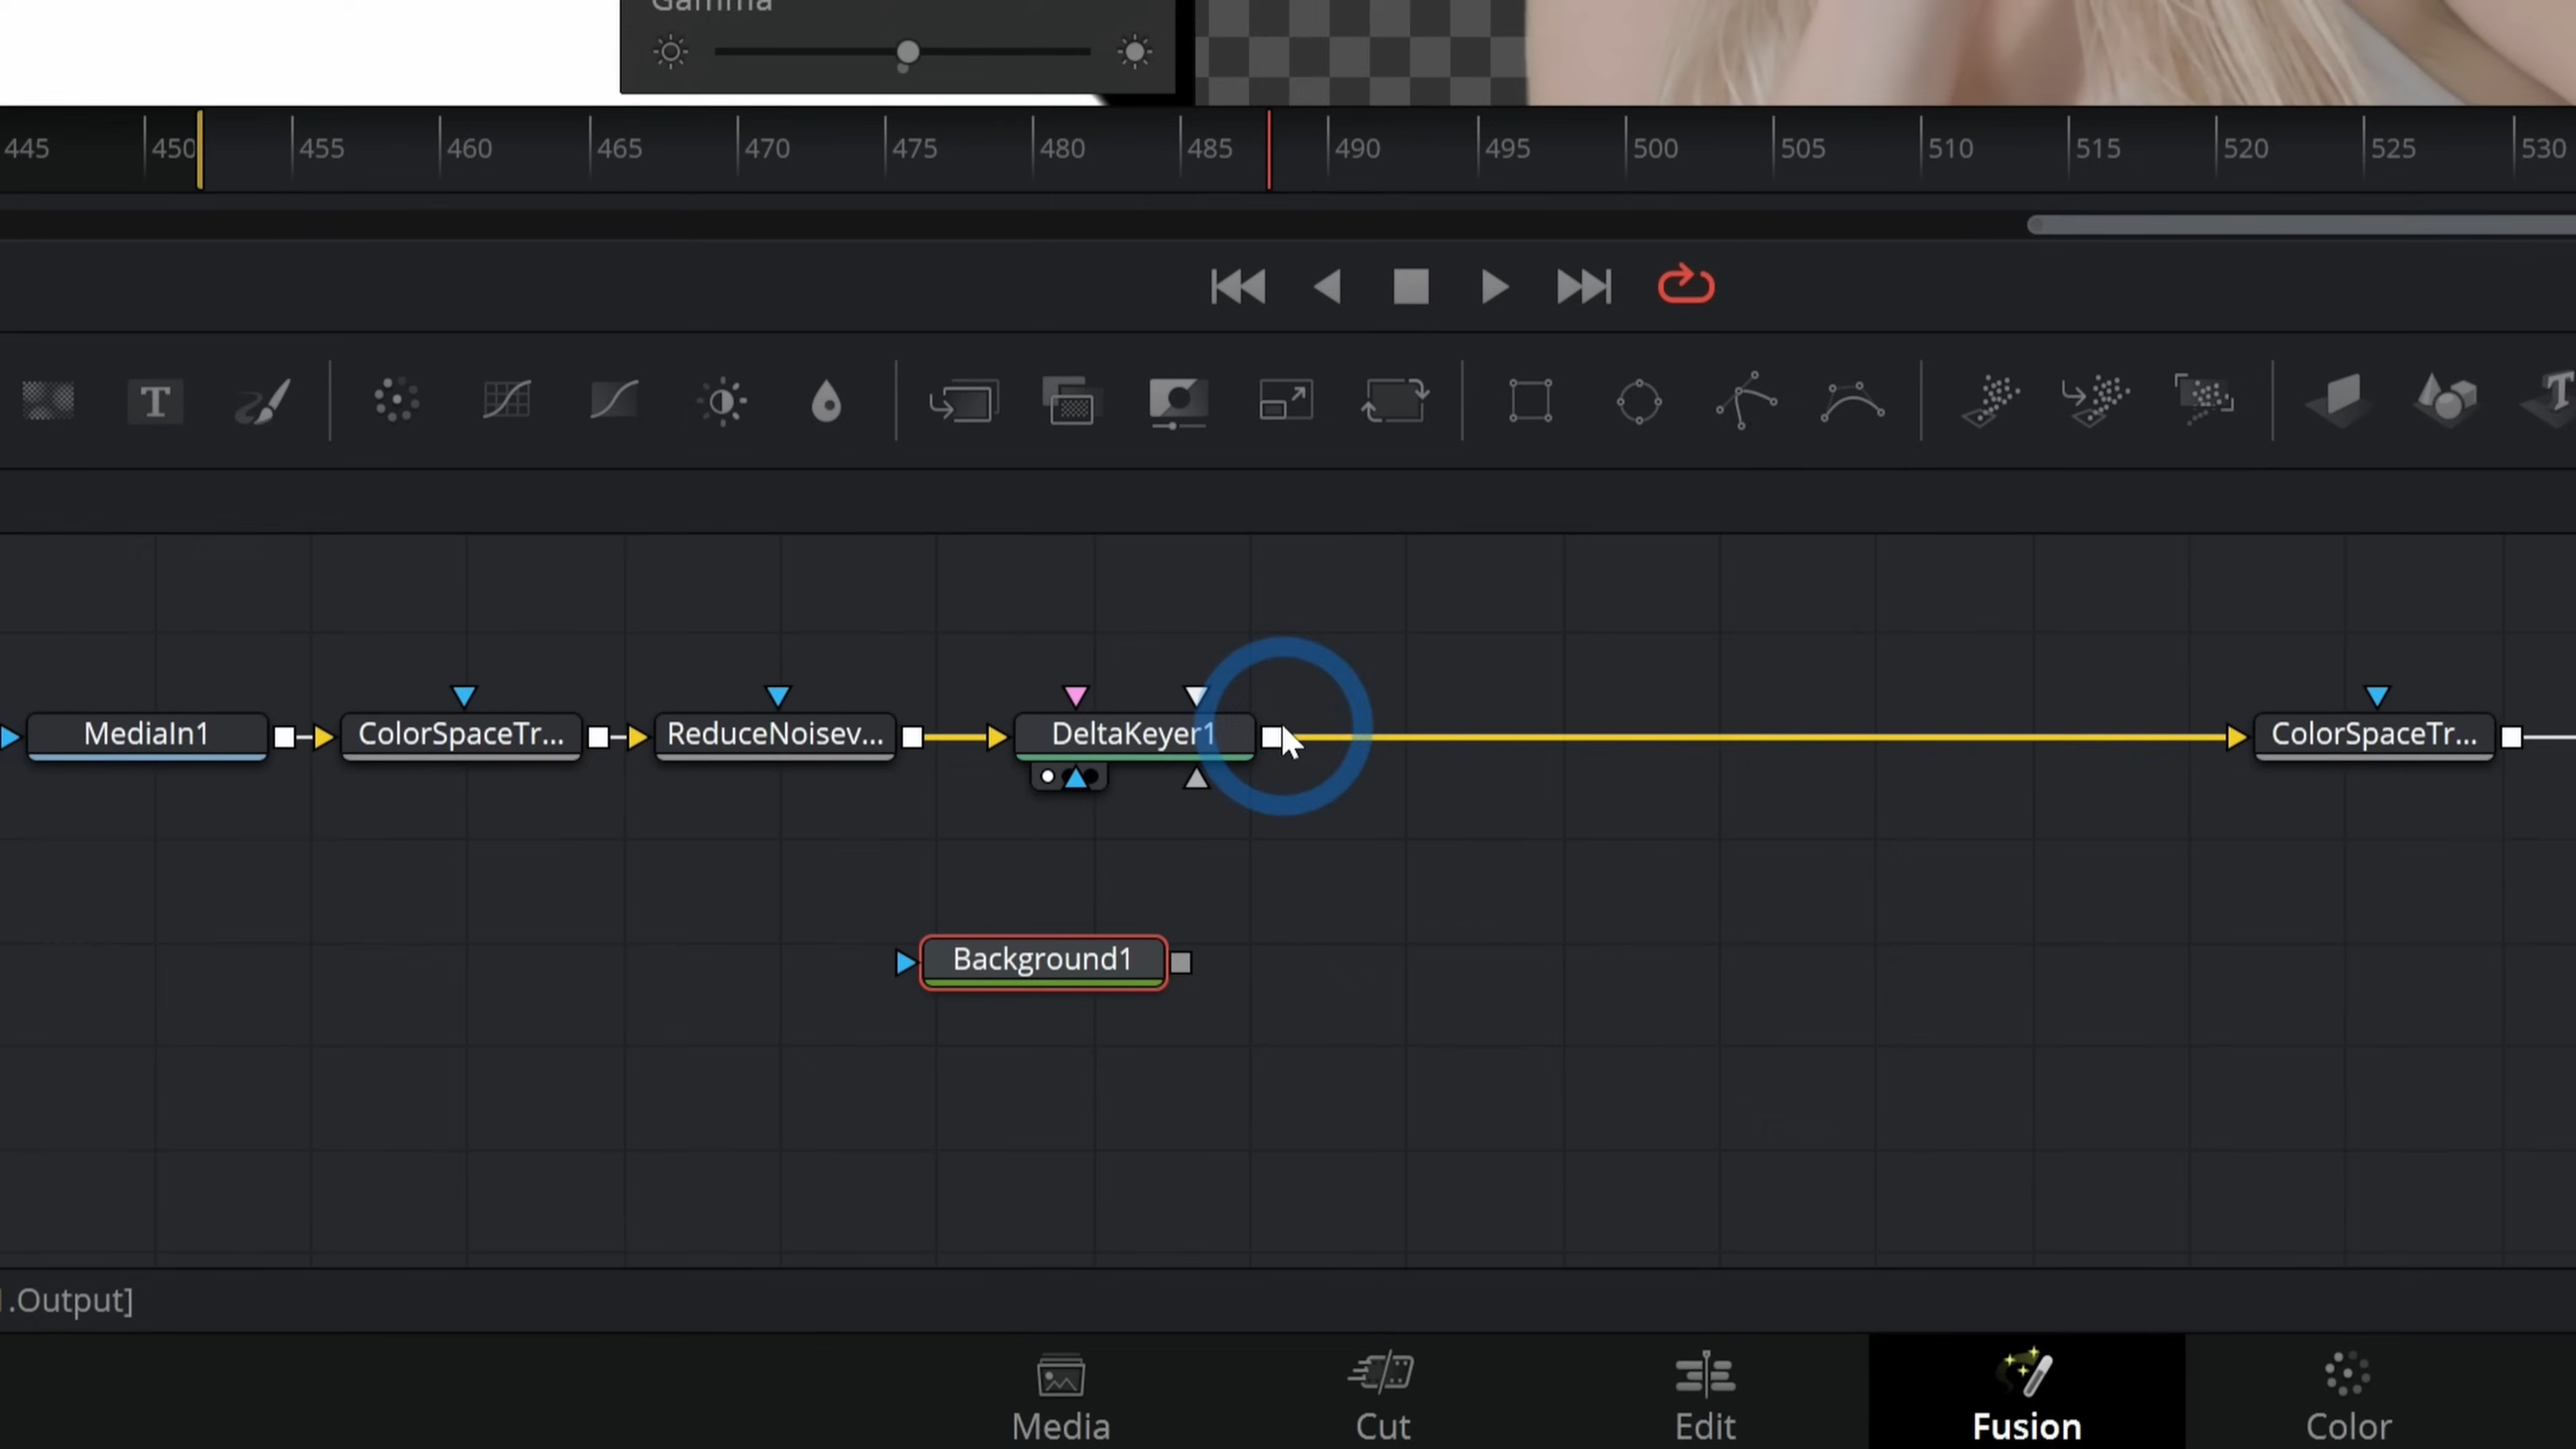 Gamma
445 450 455 460 465 470 475 480 485 490 495 500 505 510 515 520 525 530
T T
MediaIn1 ColorSpaceTr... ReduceNoisev... DeltaKeyer1 ColorSpaceTr...
Background1
.Output]
Media Cut Edit Fusion Color